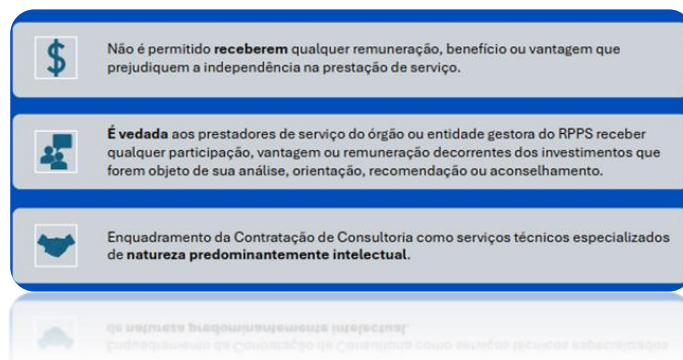 Não é permitido receberem qualquer remuneração, benefício ou vantagem que
prejudiquem a independência na prestação de serviço.
É vedada aos prestadores de serviço do órgão ou entidade gestora do RPPS receber
qualquer participação, vantagem ou remuneração decorrentes dos investimentos que
forem objeto de sua análise, orientação, recomendação ou aconselhamento.
Enquadramento da Contratação de Consultoria como serviços técnicos especializados
de natureza predominantemente intelectual.